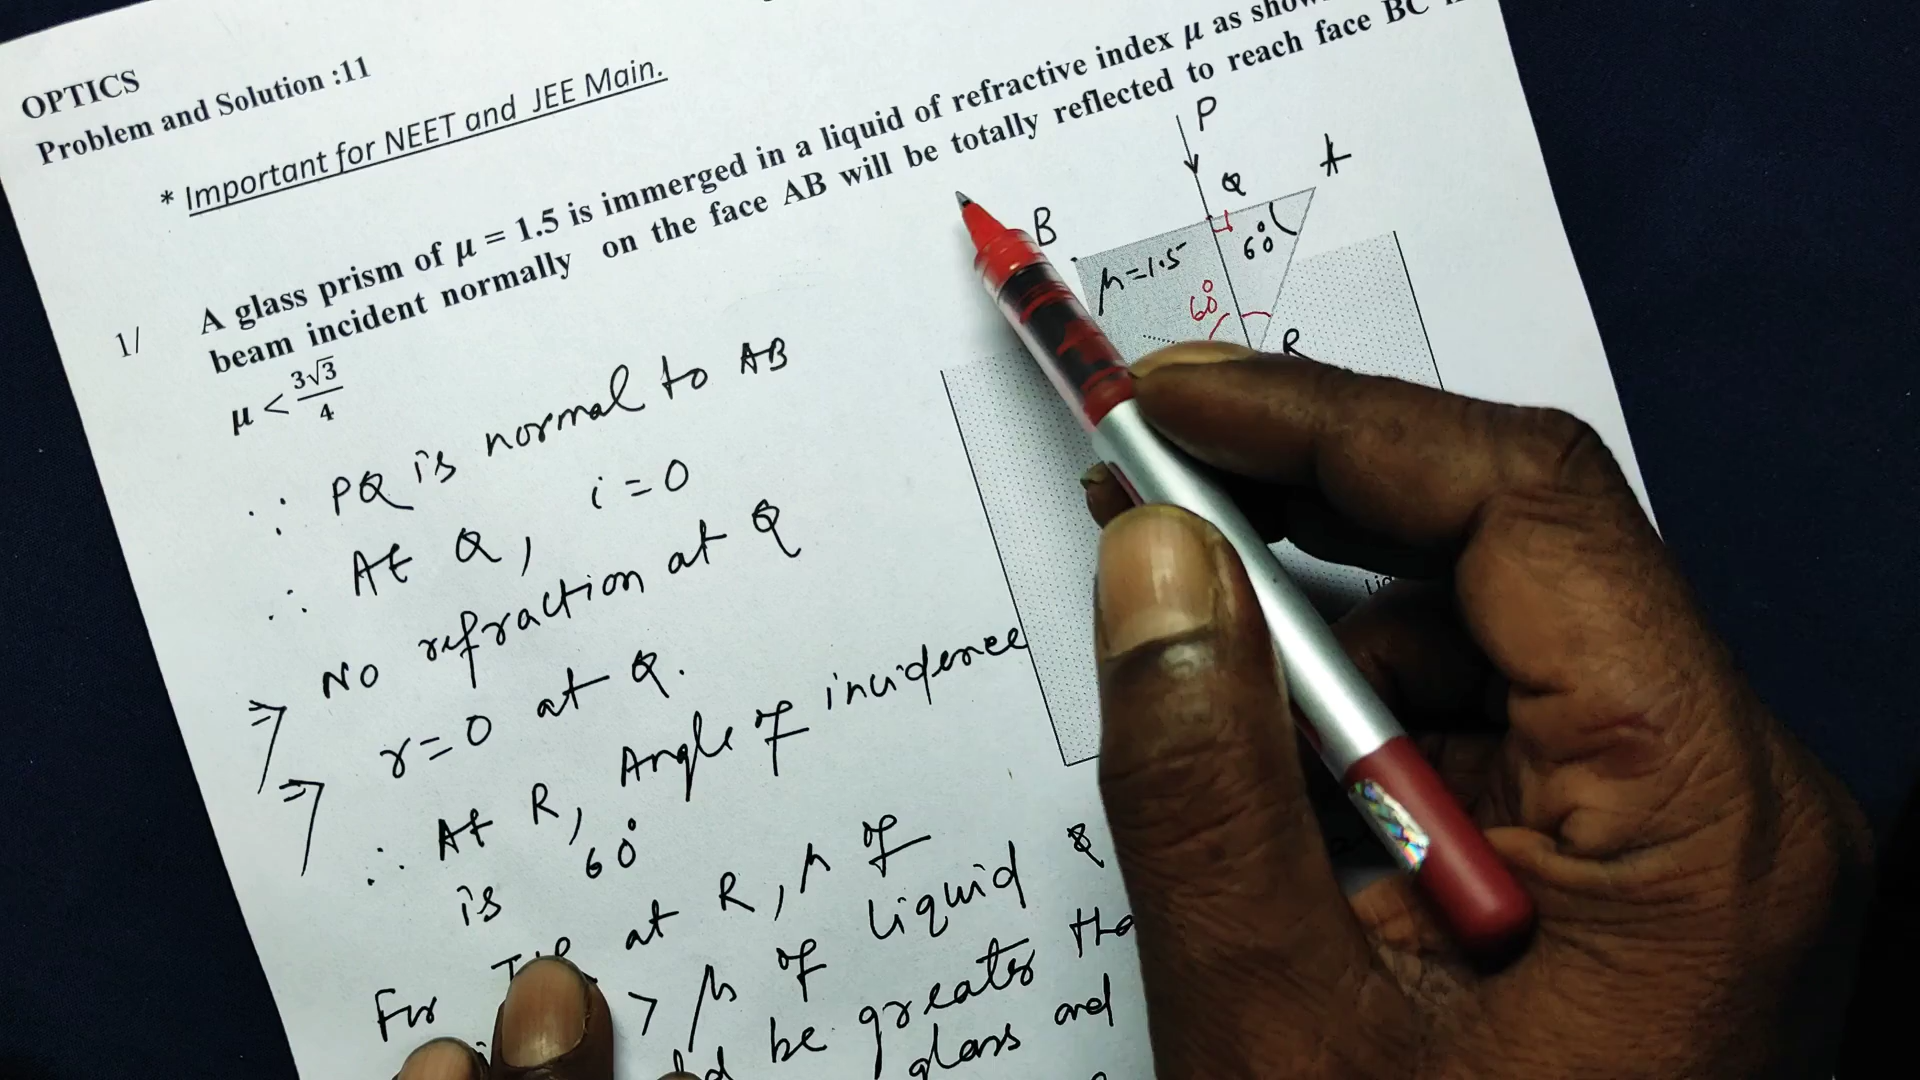 OPTICS
Problem and Solution :11
* Important for NEET and JEE Main.
1/ A glass prism of μ = 1.5 is immerged in a liquid of refractive index μ as
beam incident normally on the face AB will be totally reflected to reach face BC
μ < 3√3/4
P
Q
A
B
μ=1.5
60°
60°
R
∵ PQ is normal to AB
∴ At Q, i = 0
⇒ No refraction at Q
⇒ r = 0 at Q.
∴ At R, Angle of incidence
is 60°
For at R, μ of
> μ of liquid &
be greater
glass and